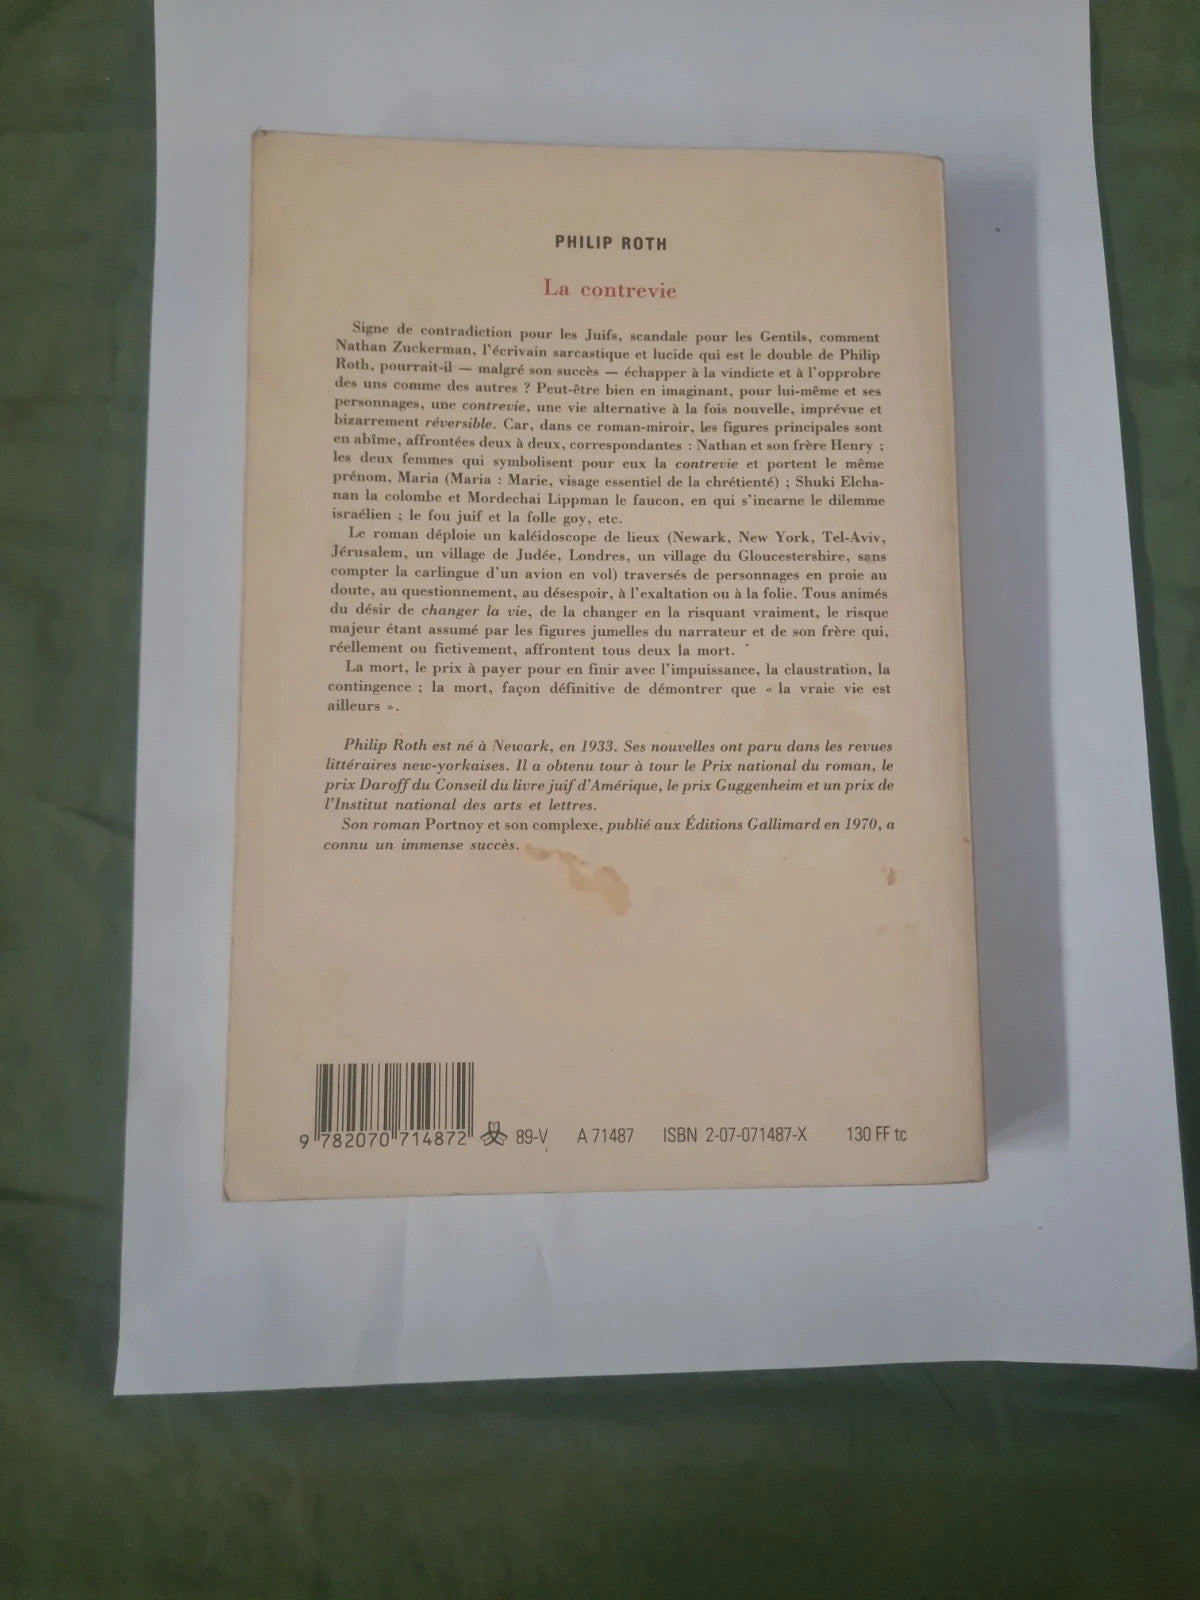 PHILIP ROTH
La contrevie
Signe de contradiction pour les Juifs, scandale pour les Gentils, comment
Nathan Zuckerman, l'écrivain sarcastique et lucide qui est le double de Philip
Roth, pourrait-il — malgré son succès — échapper à la vindicte et à l'opprobre
des uns comme des autres ? Peut-être bien en imaginant, pour lui-même et ses
personnages, une contrevie, une vie alternative à la fois nouvelle, imprévue et
bizarrement réversible. Car, dans ce roman-miroir, les figures principales sont
en abîme, affrontées deux à deux, correspondantes : Nathan et son frère Henry ;
les deux femmes qui symbolisent pour eux la contrevie et portent le même
prénom, Maria (Maria : Marie, visage essentiel de la chrétienté) ; Shuki Elcha-
nan la colombe et Mordechai Lippman le faucon, en qui s'incarne le dilemme
israélien ; le fou juif et la folle goy, etc.
Le roman déploie un kaléidoscope de lieux (Newark, New York, Tel-Aviv,
Jérusalem, un village de Judée, Londres, un village du Gloucestershire, sans
compter la carlingue d'un avion en vol) traversés de personnages en proie au
doute, au questionnement, au désespoir, à l'exaltation ou à la folie. Tous animés
du désir de changer la vie, de la changer en la risquant vraiment, le risque
majeur étant assumé par les figures jumelles du narrateur et de son frère qui,
réellement ou fictivement, affrontent tous deux la mort.
La mort, le prix à payer pour en finir avec l'impuissance, la claustration, la
contingence ; la mort, façon définitive de démontrer que « la vraie vie est
ailleurs ».
Philip Roth est né à Newark, en 1933. Ses nouvelles ont paru dans les revues
littéraires new-yorkaises. Il a obtenu tour à tour le Prix national du roman, le
prix Daroff du Conseil du livre juif d'Amérique, le prix Guggenheim et un prix de
l'Institut national des arts et lettres.
Son roman Portnoy et son complexe, publié aux Éditions Gallimard en 1970, a
connu un immense succès.
9 782070 714872 89-V A 71487 ISBN 2-07-071487-X 130 FF tc